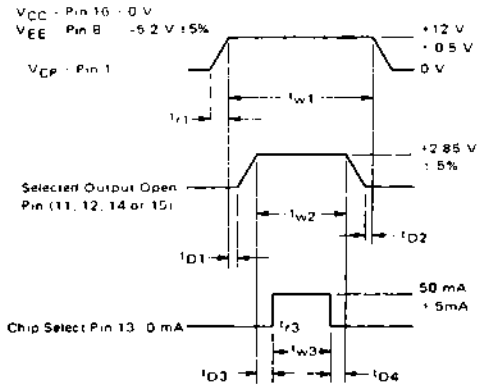 VCC - Pin 16 - 0 V
VEE Pin 8 -5.2 V ± 5%
VCP - Pin 1
+12 V
± 0.5 V
0 V
tw1
tr1
+2.85 V
± 5%
Selected Output Open
Pin (11, 12, 14 or 15)
tw2
tD2
tD1
50 mA
± 5mA
Chip Select Pin 13 0 mA
tr3
tw3
tD3
tD4